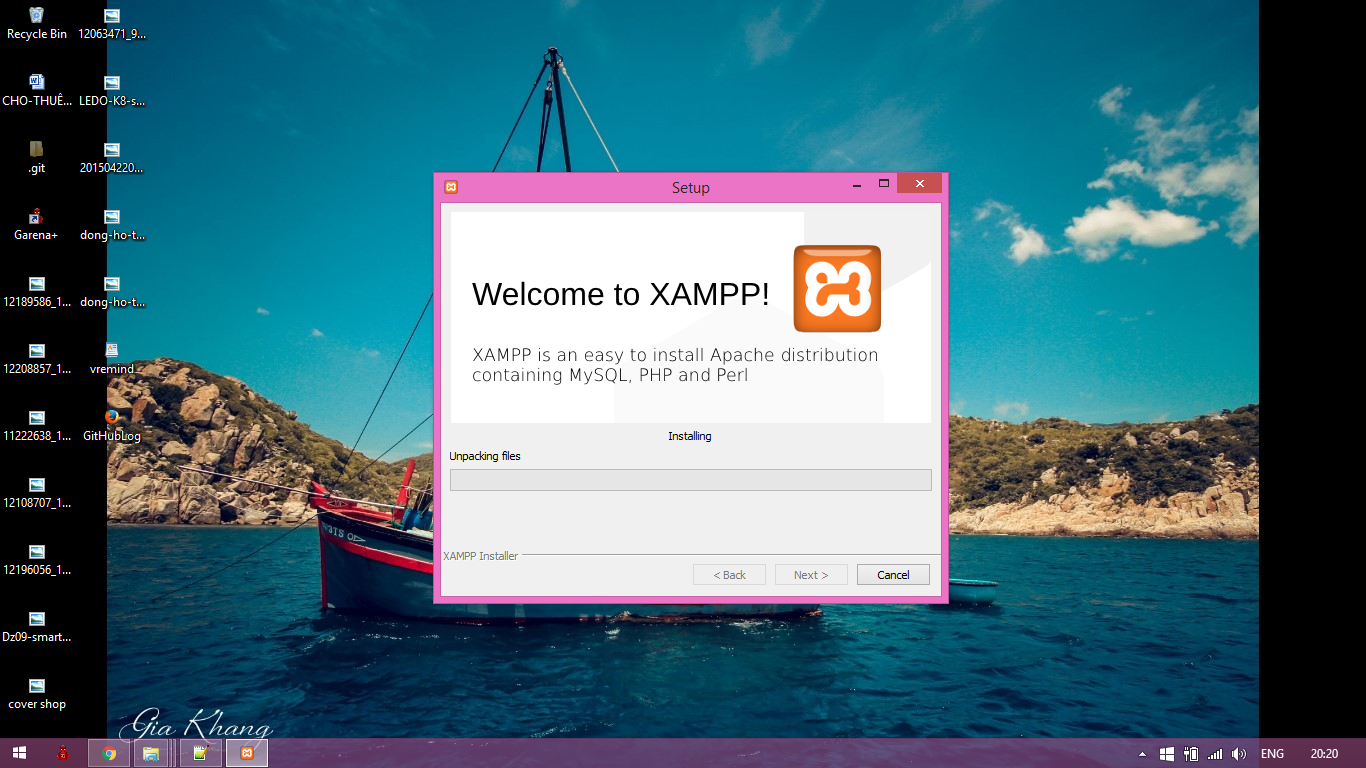 Recycle Bin
12063471_9...
CHO-THUÊ...
LEDO-K8-s...
.git
201504220...
Garena+
dong-ho-t...
12189586_1...
dong-ho-t...
12208857_1...
vremind
11222638_1...
GitHubLog
12108707_1...
12196056_1...
Dz09-smart...
cover shop
Setup
Welcome to XAMPP!
XAMPP is an easy to install Apache distribution
containing MySQL, PHP and Perl
Installing
Unpacking files
XAMPP Installer
< Back
Next >
Cancel
Gia Khang
ENG
20:20